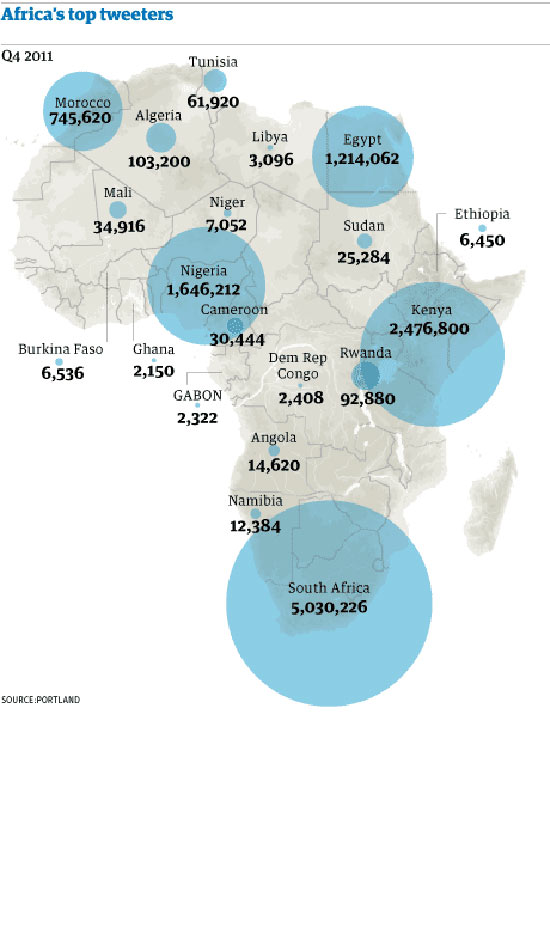 Africa's top tweeters
Q4 2011
Tunisia
61,920
Morocco
745,620
Algeria
103,200
Libya
3,096
Egypt
1,214,062
Mali
34,916
Niger
7,052
Sudan
25,284
Ethiopia
6,450
Nigeria
1,646,212
Cameroon
30,444
Kenya
2,476,800
Burkina Faso
6,536
Ghana
2,150
Dem Rep
Congo
2,408
Rwanda
92,880
GABON
2,322
Angola
14,620
Namibia
12,384
South Africa
5,030,226
SOURCE:PORTLAND